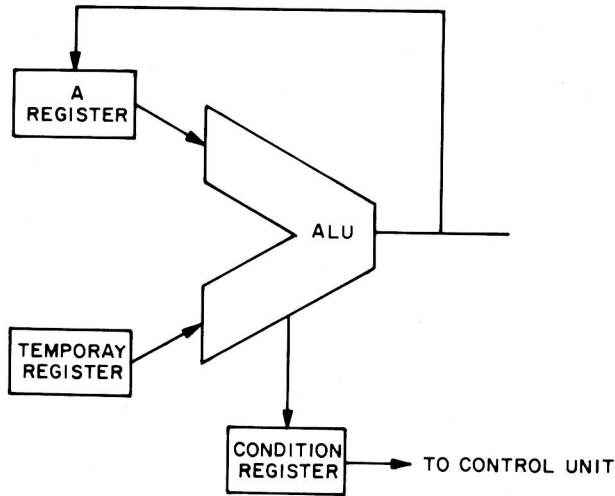 A
REGISTER
ALU
TEMPORAY
REGISTER
CONDITION
REGISTER
TO CONTROL UNIT